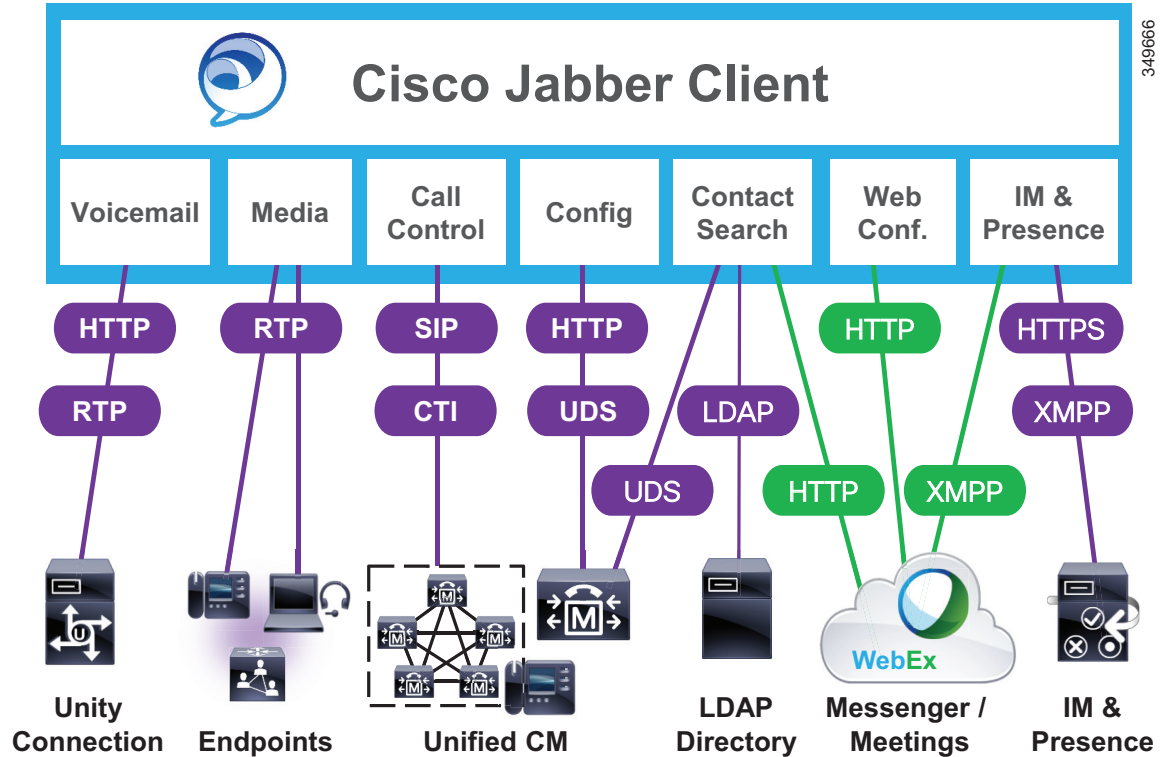 349666
Cisco Jabber Client
Voicemail
Media
Call
Control
Config
Contact
Search
Web
Conf.
IM &
Presence
HTTP
RTP
SIP
HTTP
HTTP
HTTPS
RTP
CTI
UDS
LDAP
XMPP
UDS
HTTP
XMPP
U
M
M
M
M
M
M
WebEx
Unity
Connection
Endpoints
Unified CM
LDAP
Directory
Messenger /
Meetings
IM &
Presence